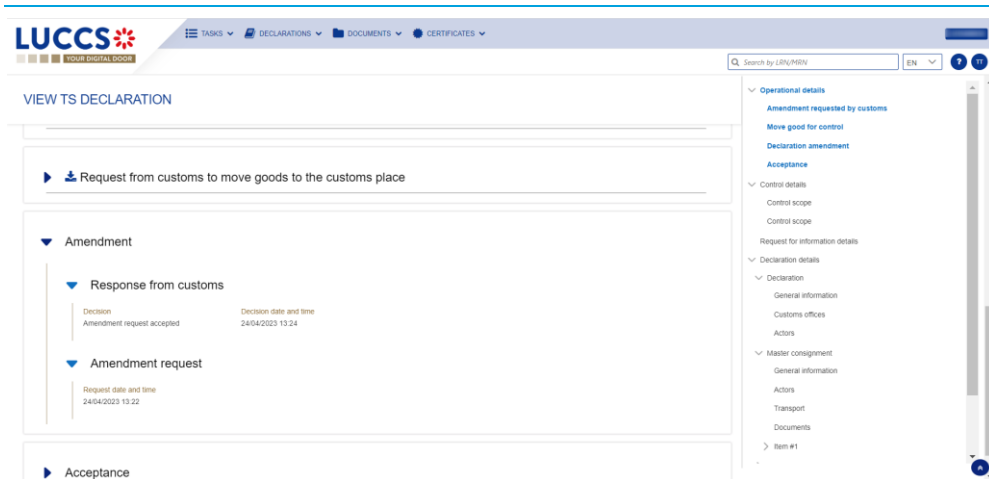 LUCCS
YOUR DIGITAL DOOR
TASKS DECLARATIONS DOCUMENTS CERTIFICATES
Search by LRN/MRN EN ? TT
VIEW TS DECLARATION
Request from customs to move goods to the customs place
Amendment
Response from customs
Decision Decision date and time
Amendment request accepted 24/04/2023 13:24
Amendment request
Request date and time
24/04/2023 13:22
Acceptance
Operational details
Amendment requested by customs
Move good for control
Declaration amendment
Acceptance
Control details
Control scope
Control scope
Request for information details
Declaration details
Declaration
General information
Customs offices
Actors
Master consignment
General information
Actors
Transport
Documents
Item #1